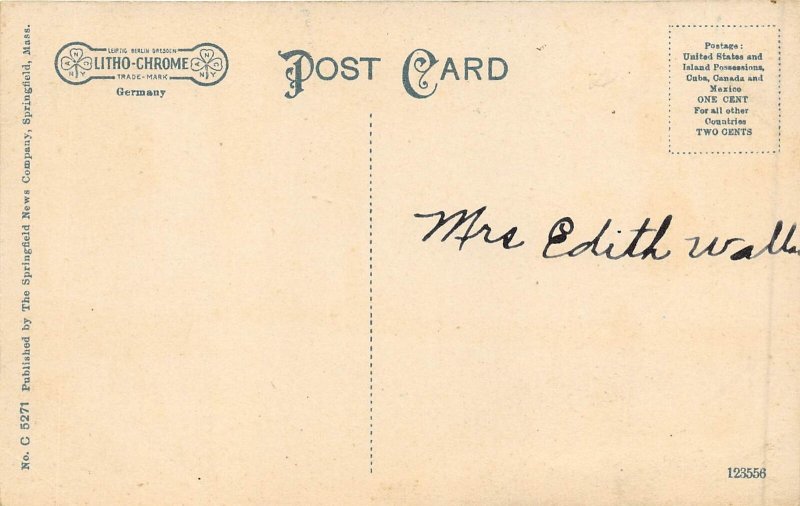 LEIPZIG BERLIN DRESDEN
LITHO-CHROME
TRADE-MARK
Germany
POST CARD
Postage:
United States and
Island Possessions,
Cuba, Canada and
Mexico
ONE CENT
For all other
Countries
TWO CENTS
No. C 5271 Published by The Springfield News Company, Springfield, Mass.
Mrs Edith
123556